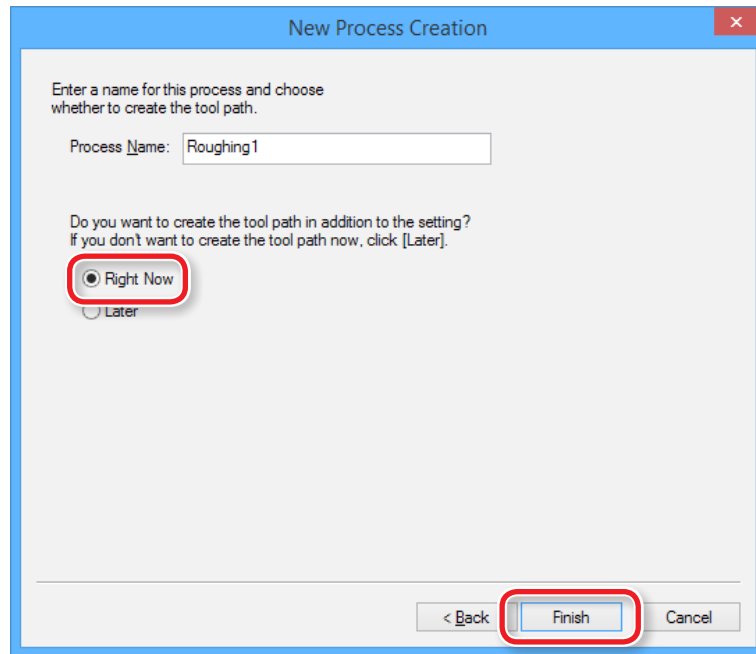 New Process Creation
Enter a name for this process and choose
whether to create the tool path.
Process Name: Roughing1
Do you want to create the tool path in addition to the setting?
If you don't want to create the tool path now, click [Later].
Right Now
Later
< Back Finish Cancel